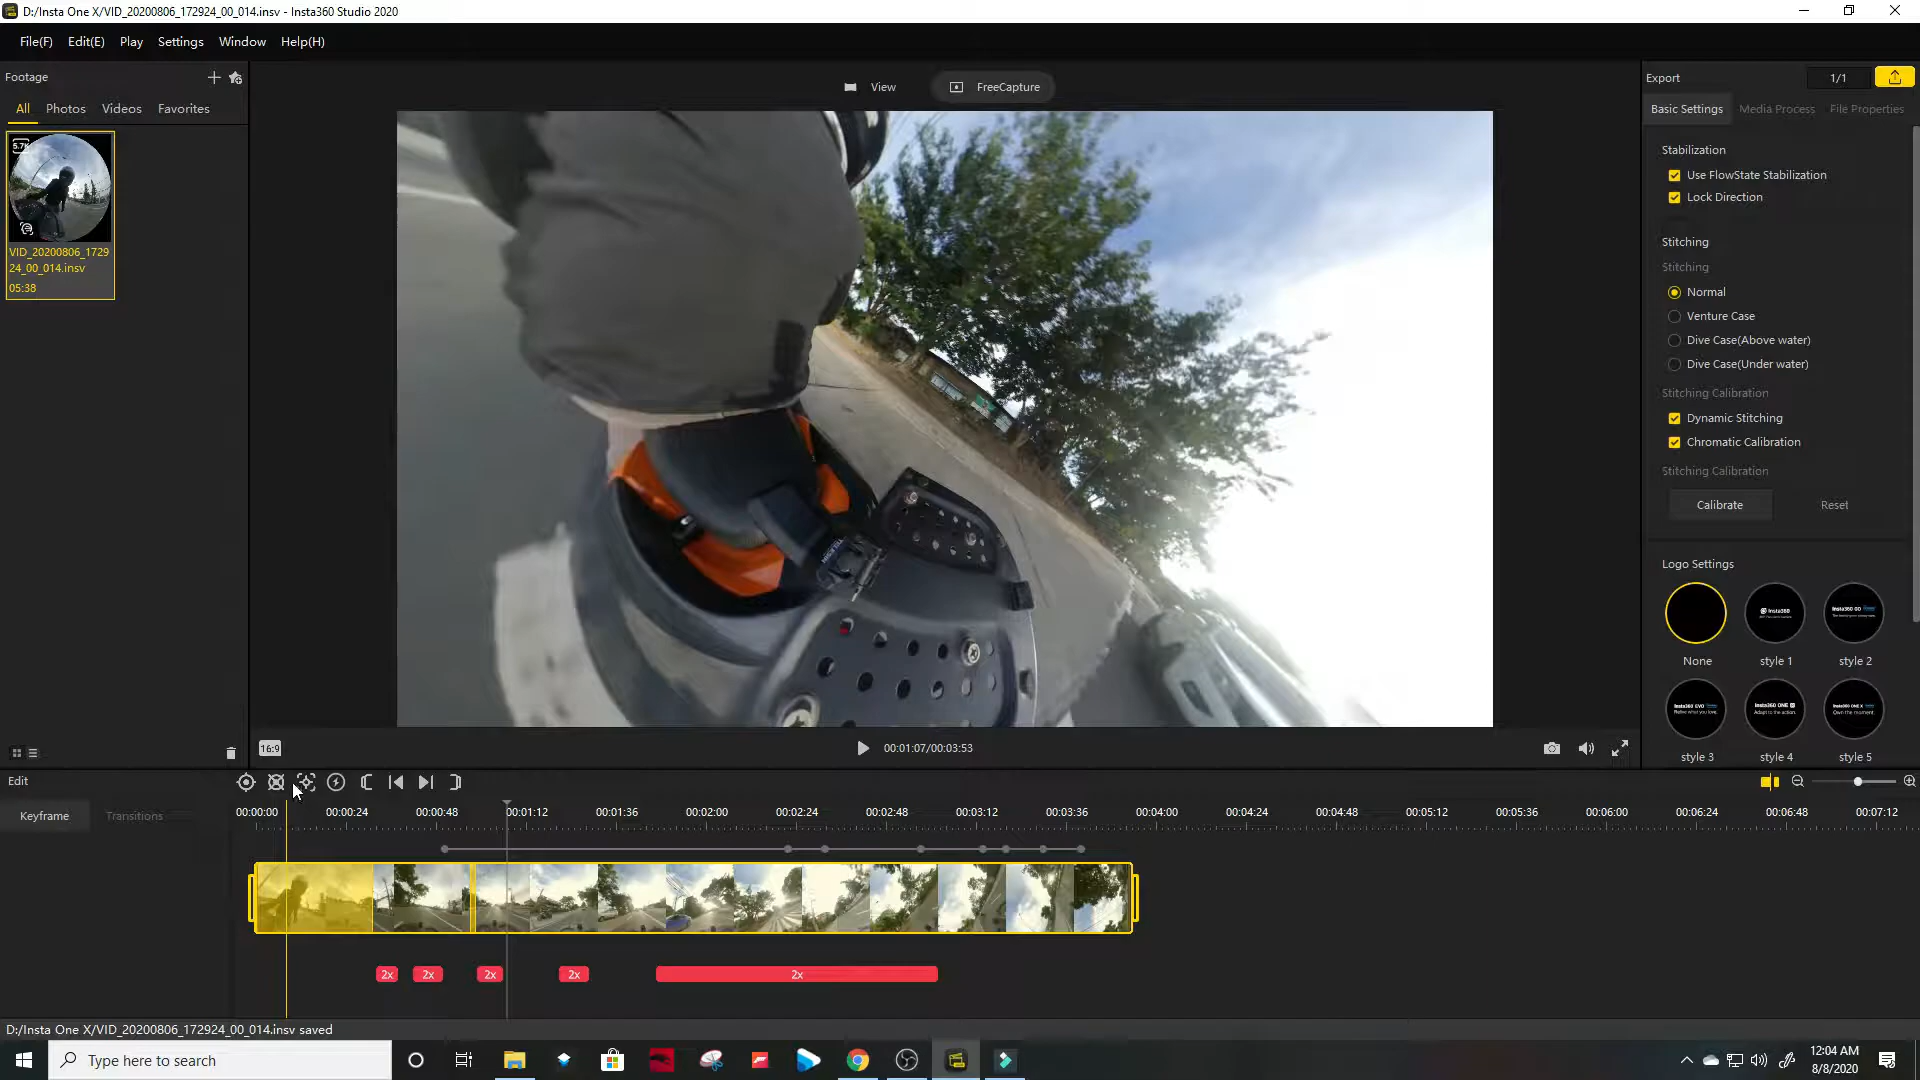 D:/Insta One X/VID_20200806_172924_00_014.insv - Insta360 Studio 2020
File(F) Edit(E) Play Settings Window Help(H)
Footage
All Photos Videos Favorites
5.7K
VID_20200806_1729
24_00_014.insv
05:38
View FreeCapture
Export 1/1
Basic Settings Media Process File Properties
Stabilization
Use FlowState Stabilization
Lock Direction
Stitching
Stitching
Normal
Venture Case
Dive Case(Above water)
Dive Case(Under water)
Stitching Calibration
Dynamic Stitching
Chromatic Calibration
Stitching Calibration
Calibrate Reset
Logo Settings
None style 1 style 2
style 3 style 4 style 5
TELESIN
16:9 00:01:07/00:03:53
Edit
Keyframe Transitions
00:00:00 00:00:24 00:00:48 00:01:12 00:01:36 00:02:00 00:02:24 00:02:48 00:03:12 00:03:36 00:04:00 00:04:24 00:04:48 00:05:12 00:05:36 00:06:00 00:06:24 00:06:48 00:07:12
2x 2x 2x 2x 2x
D:/Insta One X/VID_20200806_172924_00_014.insv saved
Type here to search
12:04 AM
8/8/2020